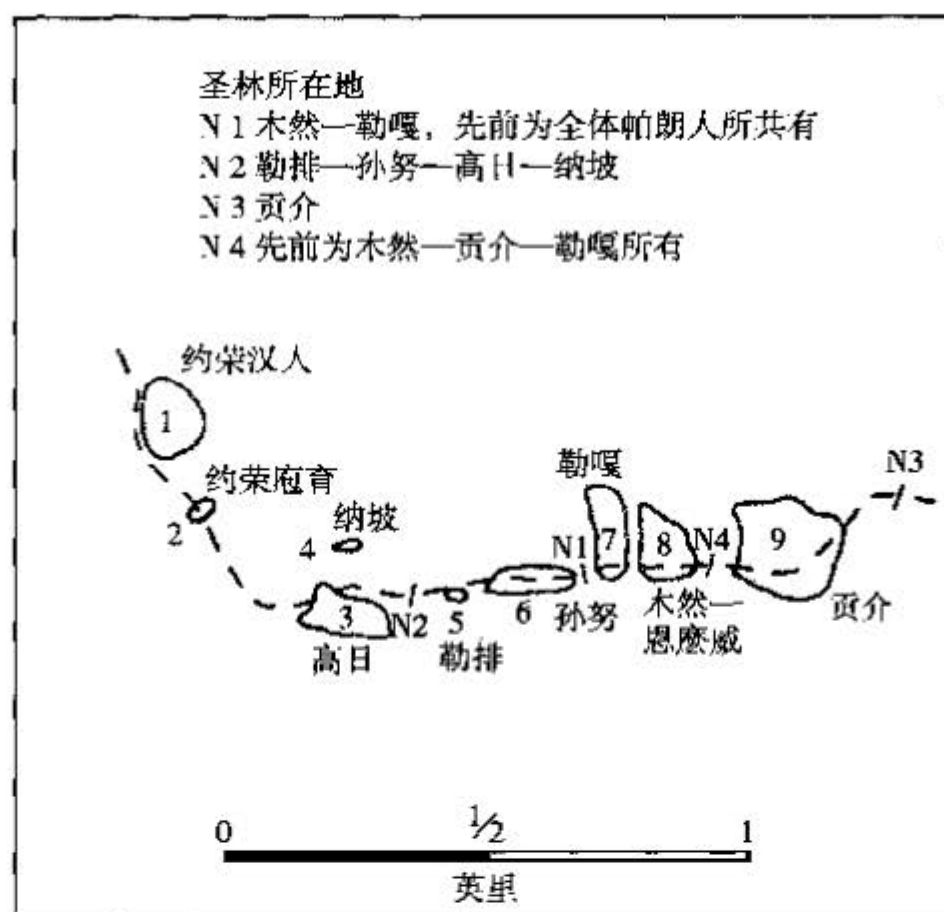 圣林所在地
N 1 木然—勒嘎，先前为全体帕朗人所共有
N 2 勒排—孙努—高日—纳坡
N 3 贡介
N 4 先前为木然—贡介—勒嘎所有
约荣汉人
1
约荣庖育
2
纳坡
4
3
N2
高日
5
勒排
6
N1
孙努
勒嘎
7
8
木然—
恩麽威
N4
9
贡介
N3
0 1/2 1
英里